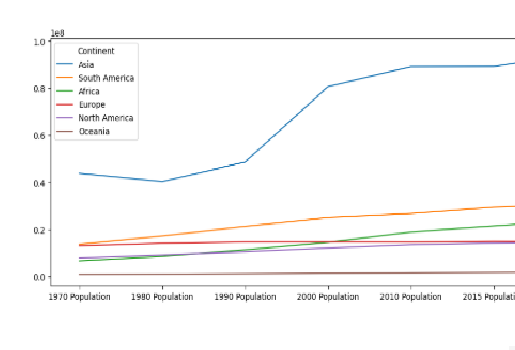 1e8
1.0
0.8
0.6
0.4
0.2
0.0
Continent
Asia
South America
Africa
Europe
North America
Oceania
1970 Population 1980 Population 1990 Population 2000 Population 2010 Population 2015 Populati